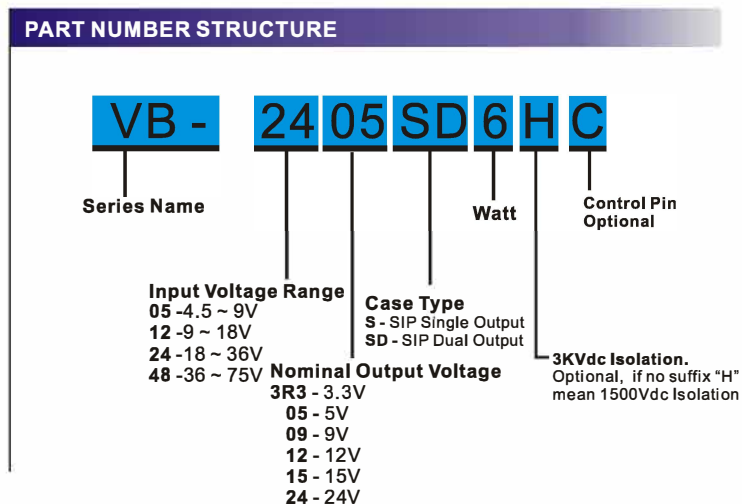 PART NUMBER STRUCTURE
VB - 24 05 SD 6 H C
Series Name
Watt
Control Pin
Optional
Input Voltage Range
05 -4.5 ~ 9V
12 -9 ~ 18V
24 -18 ~ 36V
48 -36 ~ 75V
Case Type
S - SIP Single Output
SD - SIP Dual Output
Nominal Output Voltage
3R3 - 3.3V
05 - 5V
09 - 9V
12 - 12V
15 - 15V
24 - 24V
3KVdc Isolation.
Optional, if no suffix “H”
mean 1500Vdc Isolation